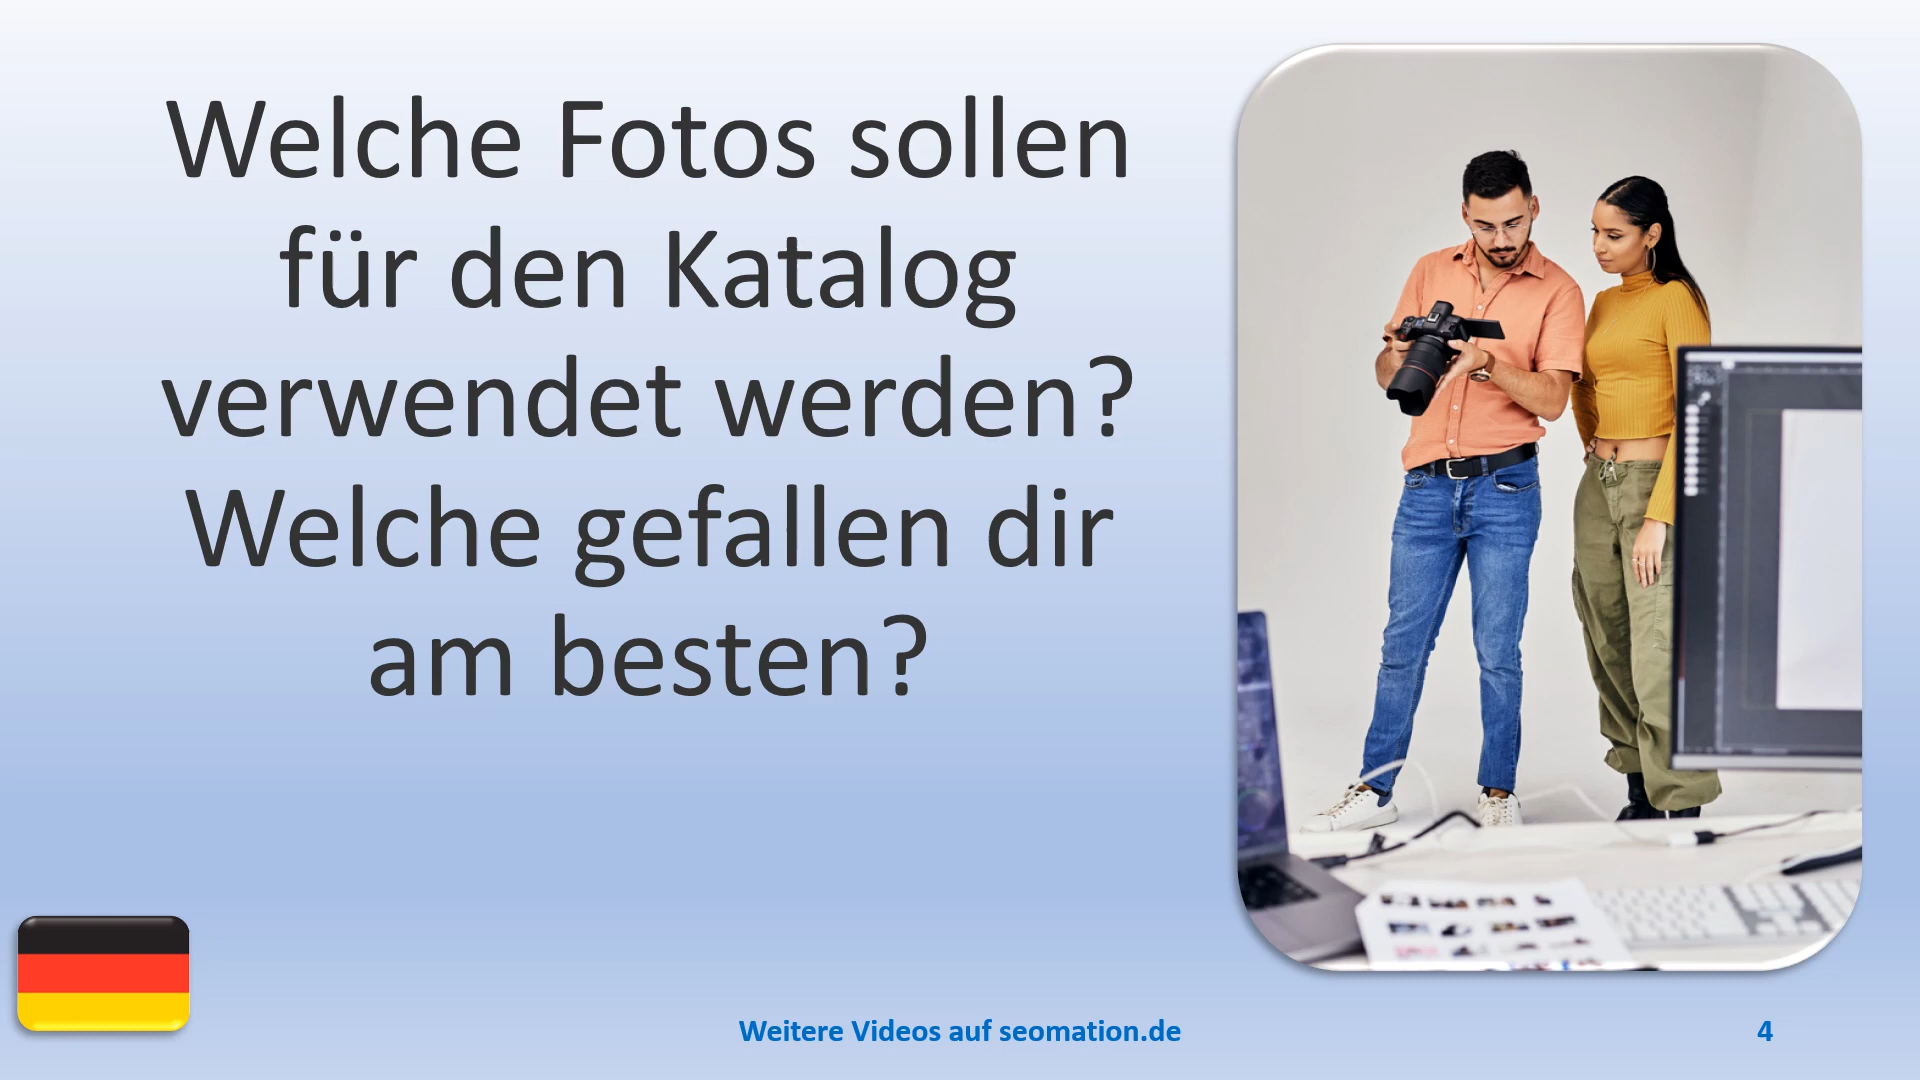 Welche Fotos sollen
für den Katalog
verwendet werden?
Welche gefallen dir
am besten?
Weitere Videos auf seomation.de
4